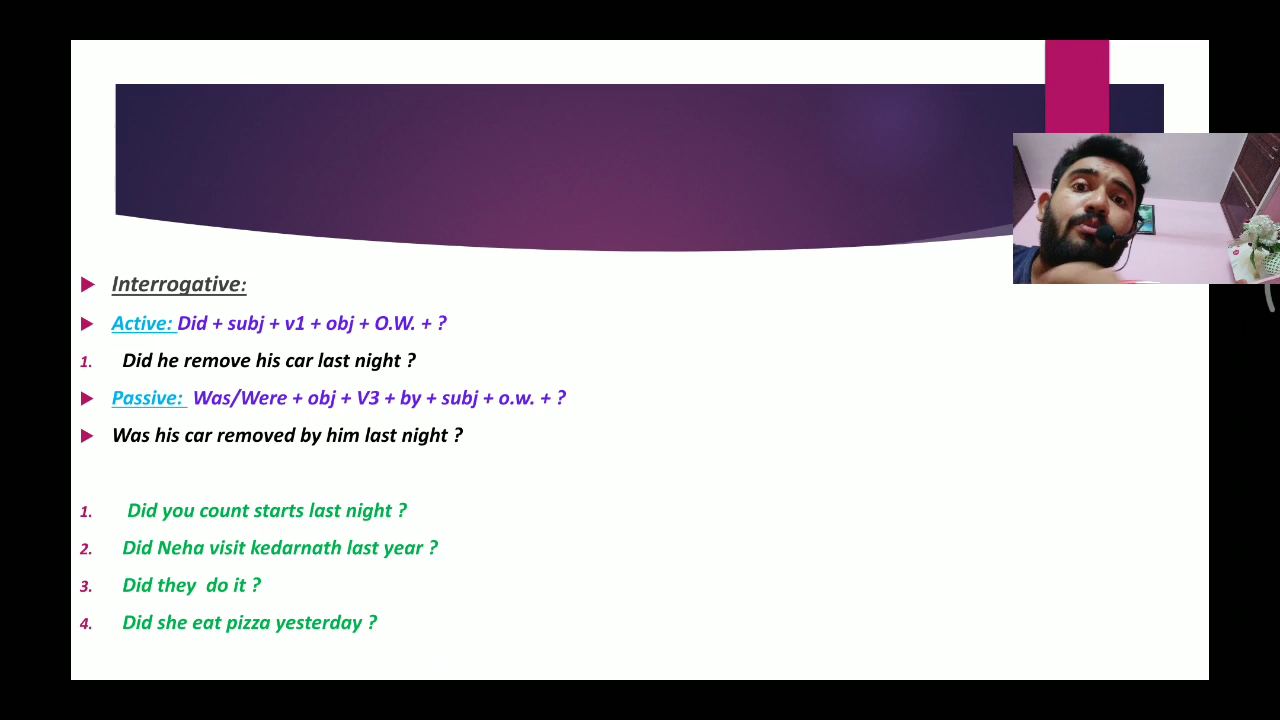 Interrogative:
Active: Did + subj + v1 + obj + O.W. + ?
1. Did he remove his car last night ?
Passive: Was/Were + obj + V3 + by + subj + o.w. + ?
Was his car removed by him last night ?
1. Did you count starts last night ?
2. Did Neha visit kedarnath last year ?
3. Did they do it ?
4. Did she eat pizza yesterday ?